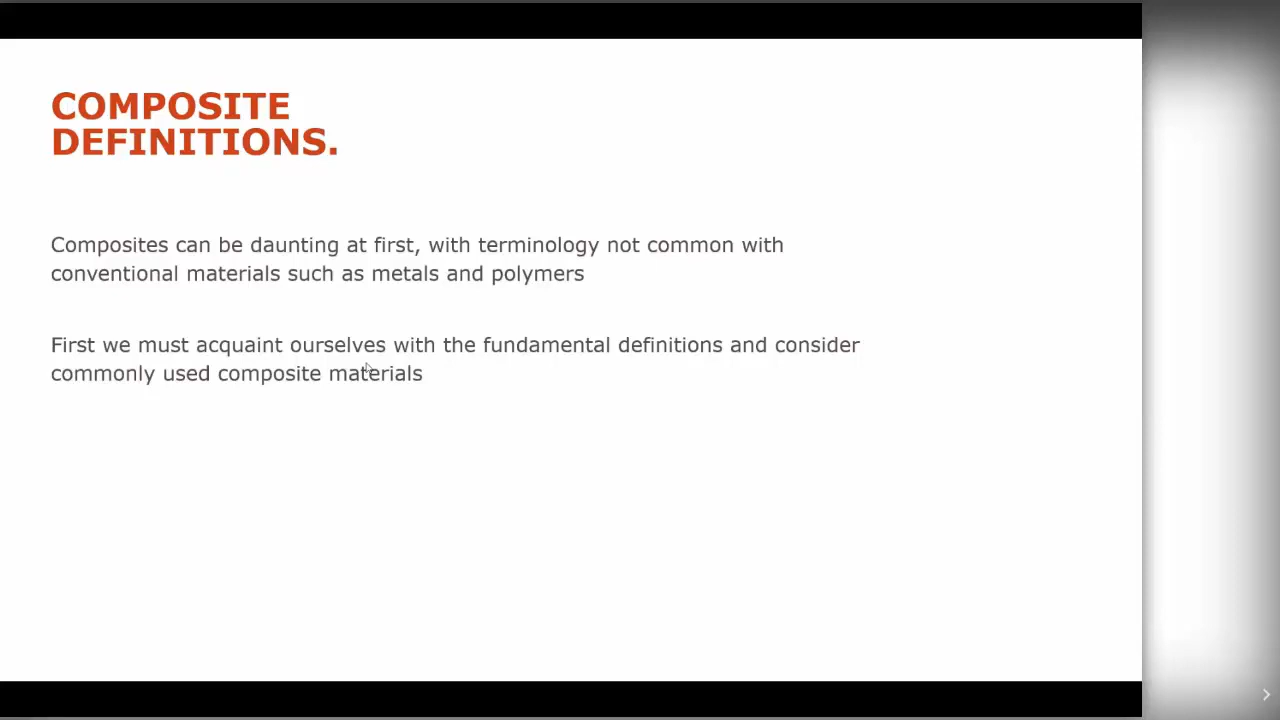 COMPOSITE
DEFINITIONS.
Composites can be daunting at first, with terminology not common with
conventional materials such as metals and polymers
First we must acquaint ourselves with the fundamental definitions and consider
commonly used composite materials